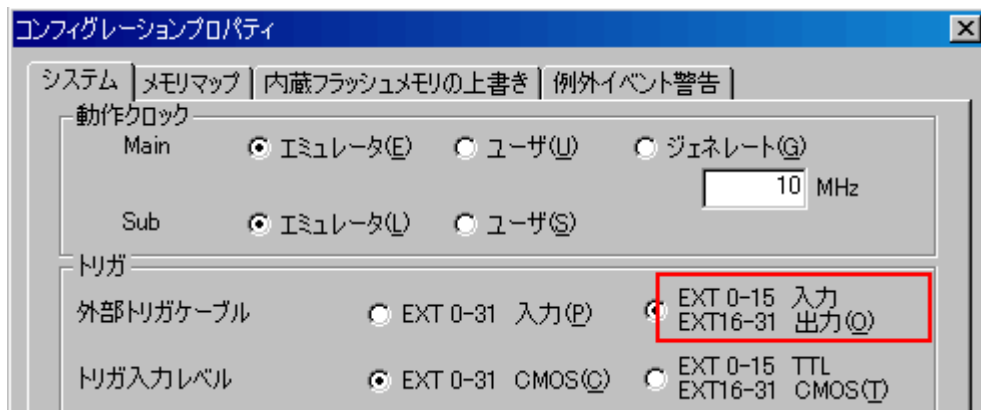 コンフィグレーションプロパティ
システム メモリマップ 内蔵フラッシュメモリの上書き 例外イベント警告
動作クロック
Main エミュレータ(E) ユーザ(U) ジェネレート(G)
10 MHz
Sub エミュレータ(L) ユーザ(S)
トリガ
外部トリガケーブル EXT 0-31 入力(P) EXT 0-15 入力
EXT16-31 出力(O)
トリガ入力レベル EXT 0-31 CMOS(C) EXT 0-15 TTL
EXT16-31 CMOS(T)